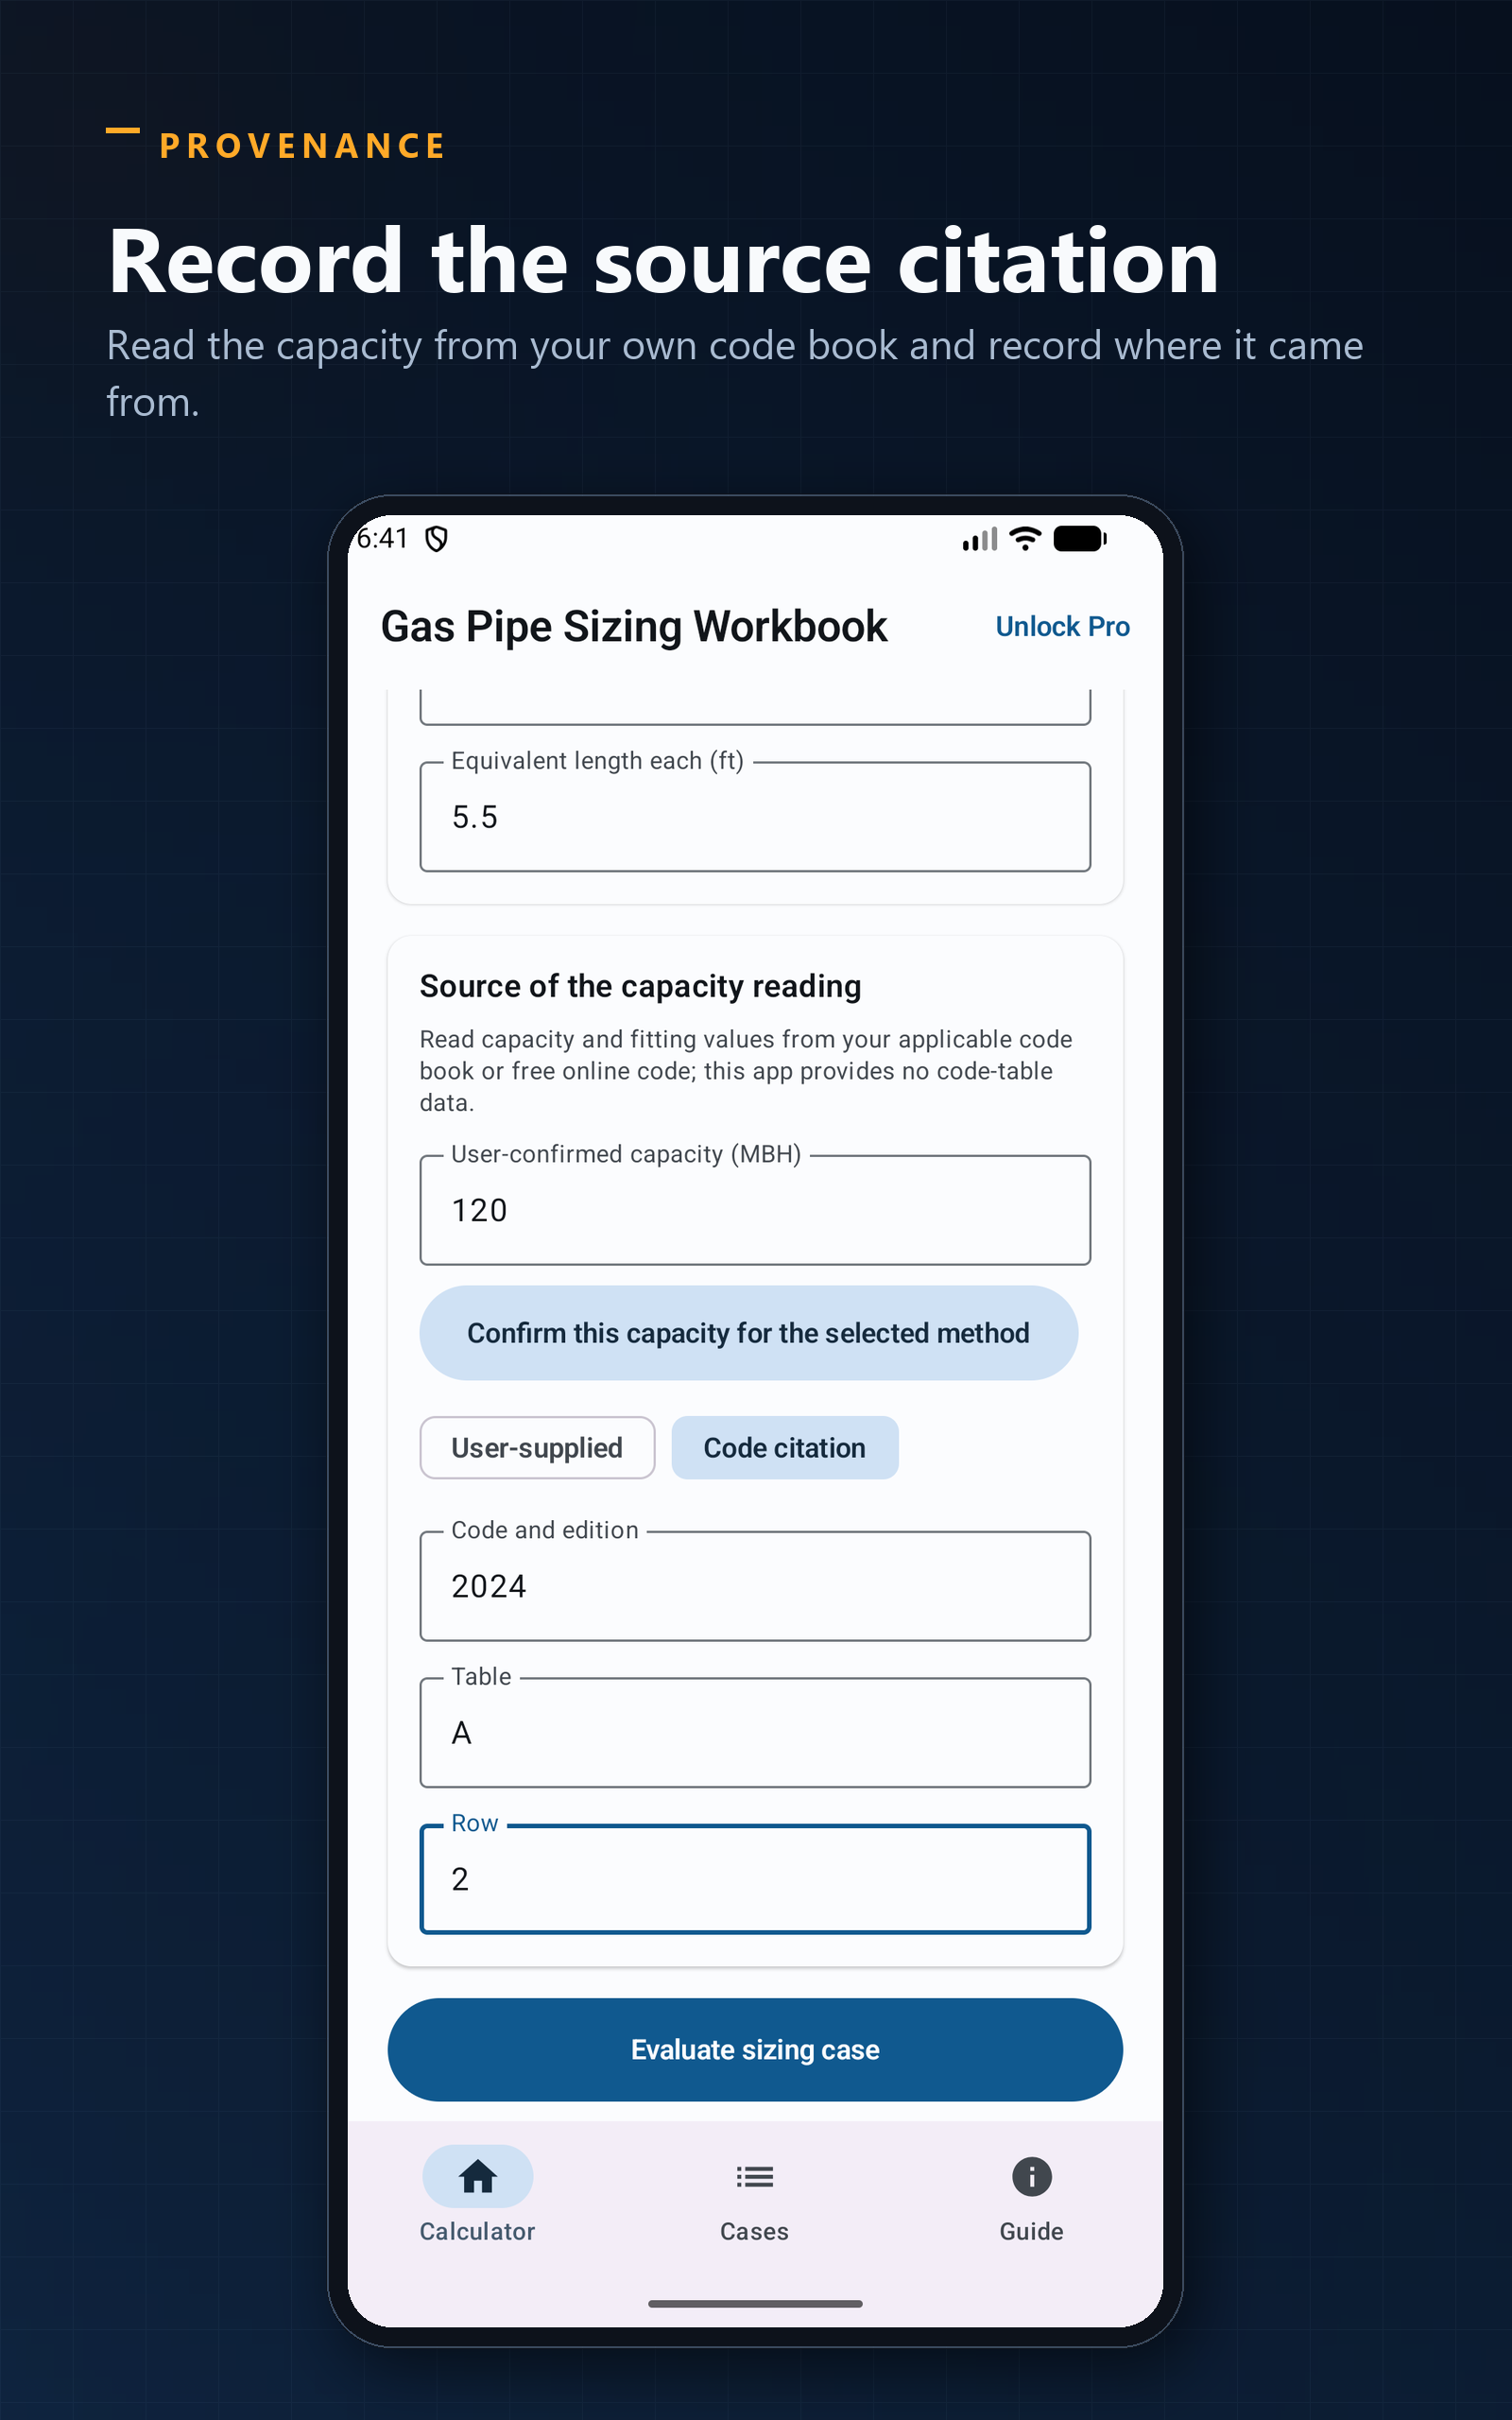 PROVENANCE
Record the source citation
Read the capacity from your own code book and record where it came
from.
6:41
Gas Pipe Sizing Workbook
Unlock Pro
Equivalent length each (ft)
5.5
Source of the capacity reading
Read capacity and fitting values from your applicable code
book or free online code; this app provides no code-table
data.
User-confirmed capacity (MBH)
120
Confirm this capacity for the selected method
User-supplied
Code citation
Code and edition
2024
Table
A
Row
2
Evaluate sizing case
Calculator
Cases
Guide